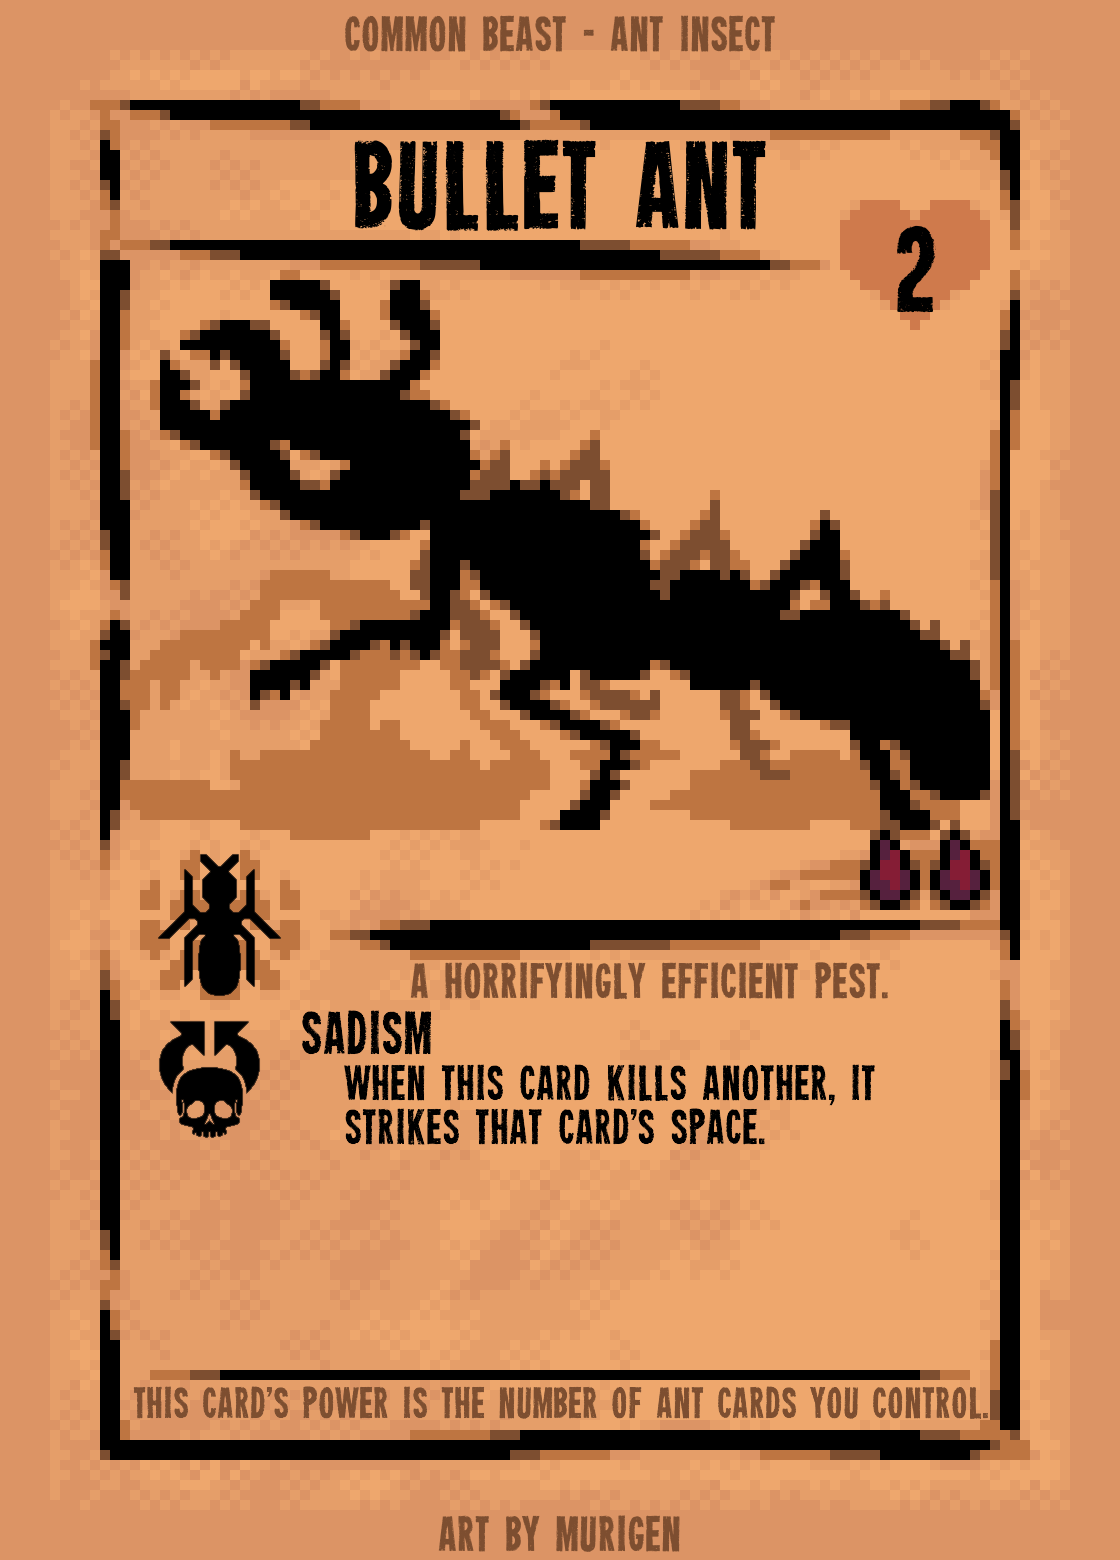 COMMON BEAST - ANT INSECT
BULLET ANT
2
A HORRIFYINGLY EFFICIENT PEST.
SADISM
WHEN THIS CARD KILLS ANOTHER, IT
STRIKES THAT CARD'S SPACE.
THIS CARD'S POWER IS THE NUMBER OF ANT CARDS YOU CONTROL.
ART BY MURIGEN